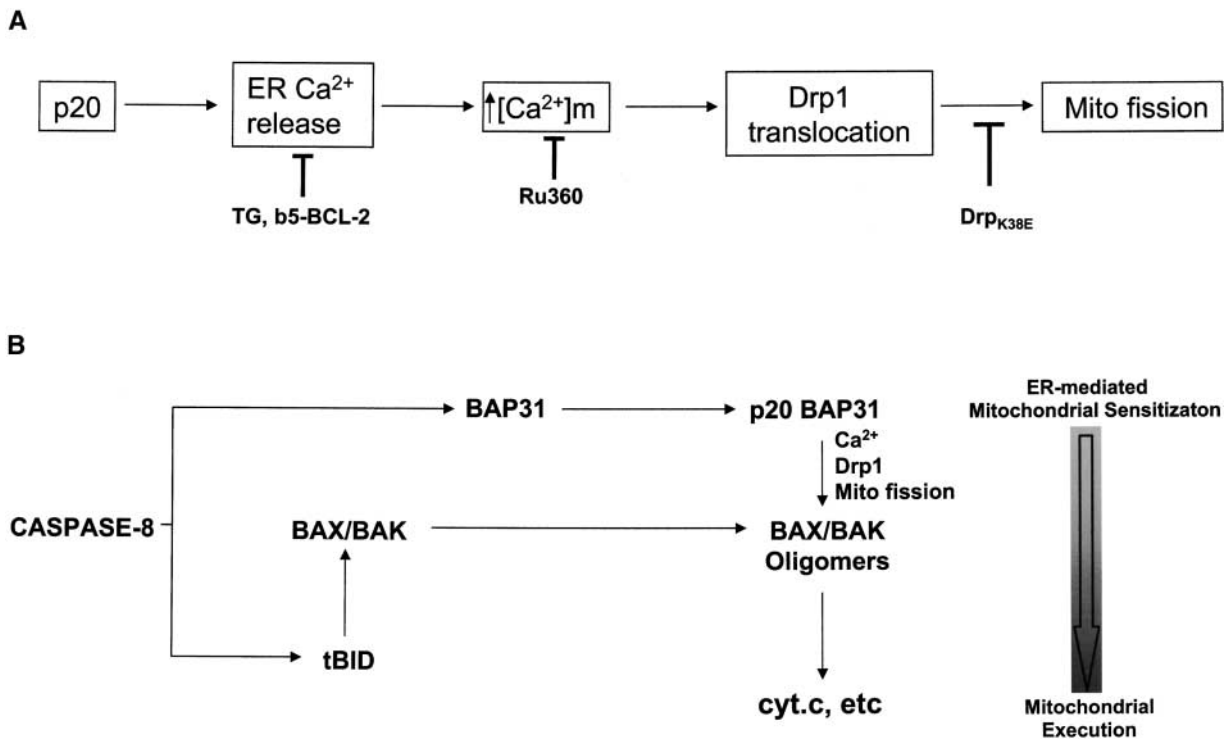 A
p20
ER Ca²⁺
release
↑[Ca²⁺]m
Drp1
translocation
Mito fission
TG, b5-BCL-2
Ru360
Drp_K38E
B
ER-mediated
Mitochondrial Sensitizaton
BAP31
p20 BAP31
Ca²⁺
Drp1
Mito fission
CASPASE-8
BAX/BAK
BAX/BAK
Oligomers
tBID
cyt.c, etc
Mitochondrial
Execution